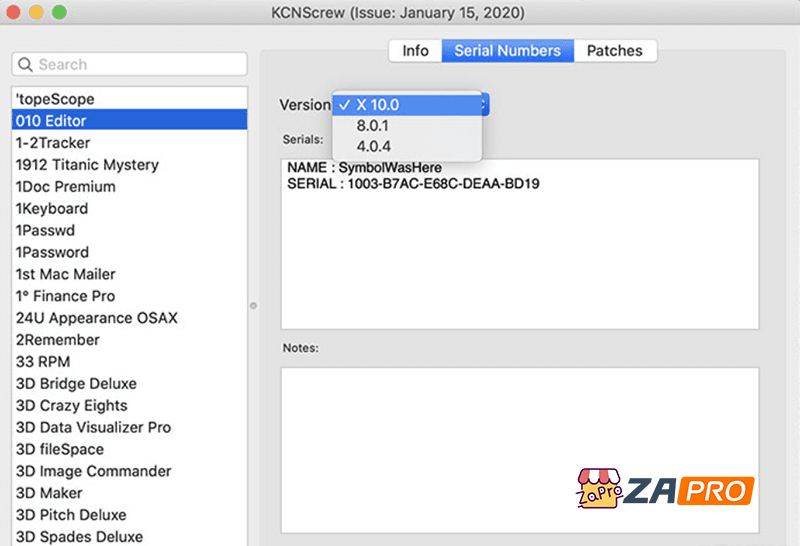 KCNScrew (Issue: January 15, 2020)
Info Serial Numbers Patches
Search
'topeScope
010 Editor
1-2Tracker
1912 Titanic Mystery
1Doc Premium
1Keyboard
1Passwd
1Password
1st Mac Mailer
1° Finance Pro
24U Appearance OSAX
2Remember
33 RPM
3D Bridge Deluxe
3D Crazy Eights
3D Data Visualizer Pro
3D fileSpace
3D Image Commander
3D Maker
3D Pitch Deluxe
3D Spades Deluxe
Version
✓ X 10.0
8.0.1
4.0.4
Serials:
NAME : SymbolWasHere
SERIAL : 1003-B7AC-E68C-DEAA-BD19
Notes:
ZaPro
ZAPRO